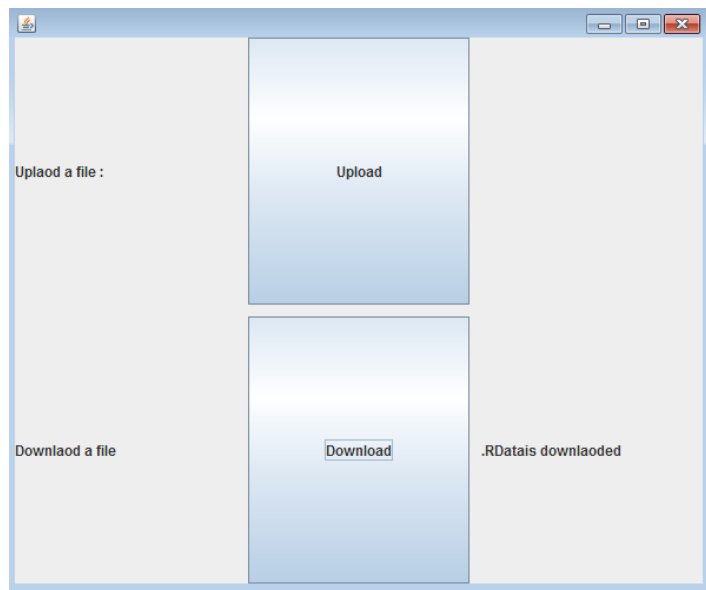 Uplaod a file :
Upload
Downlaod a file
Download
.RDatais downlaoded